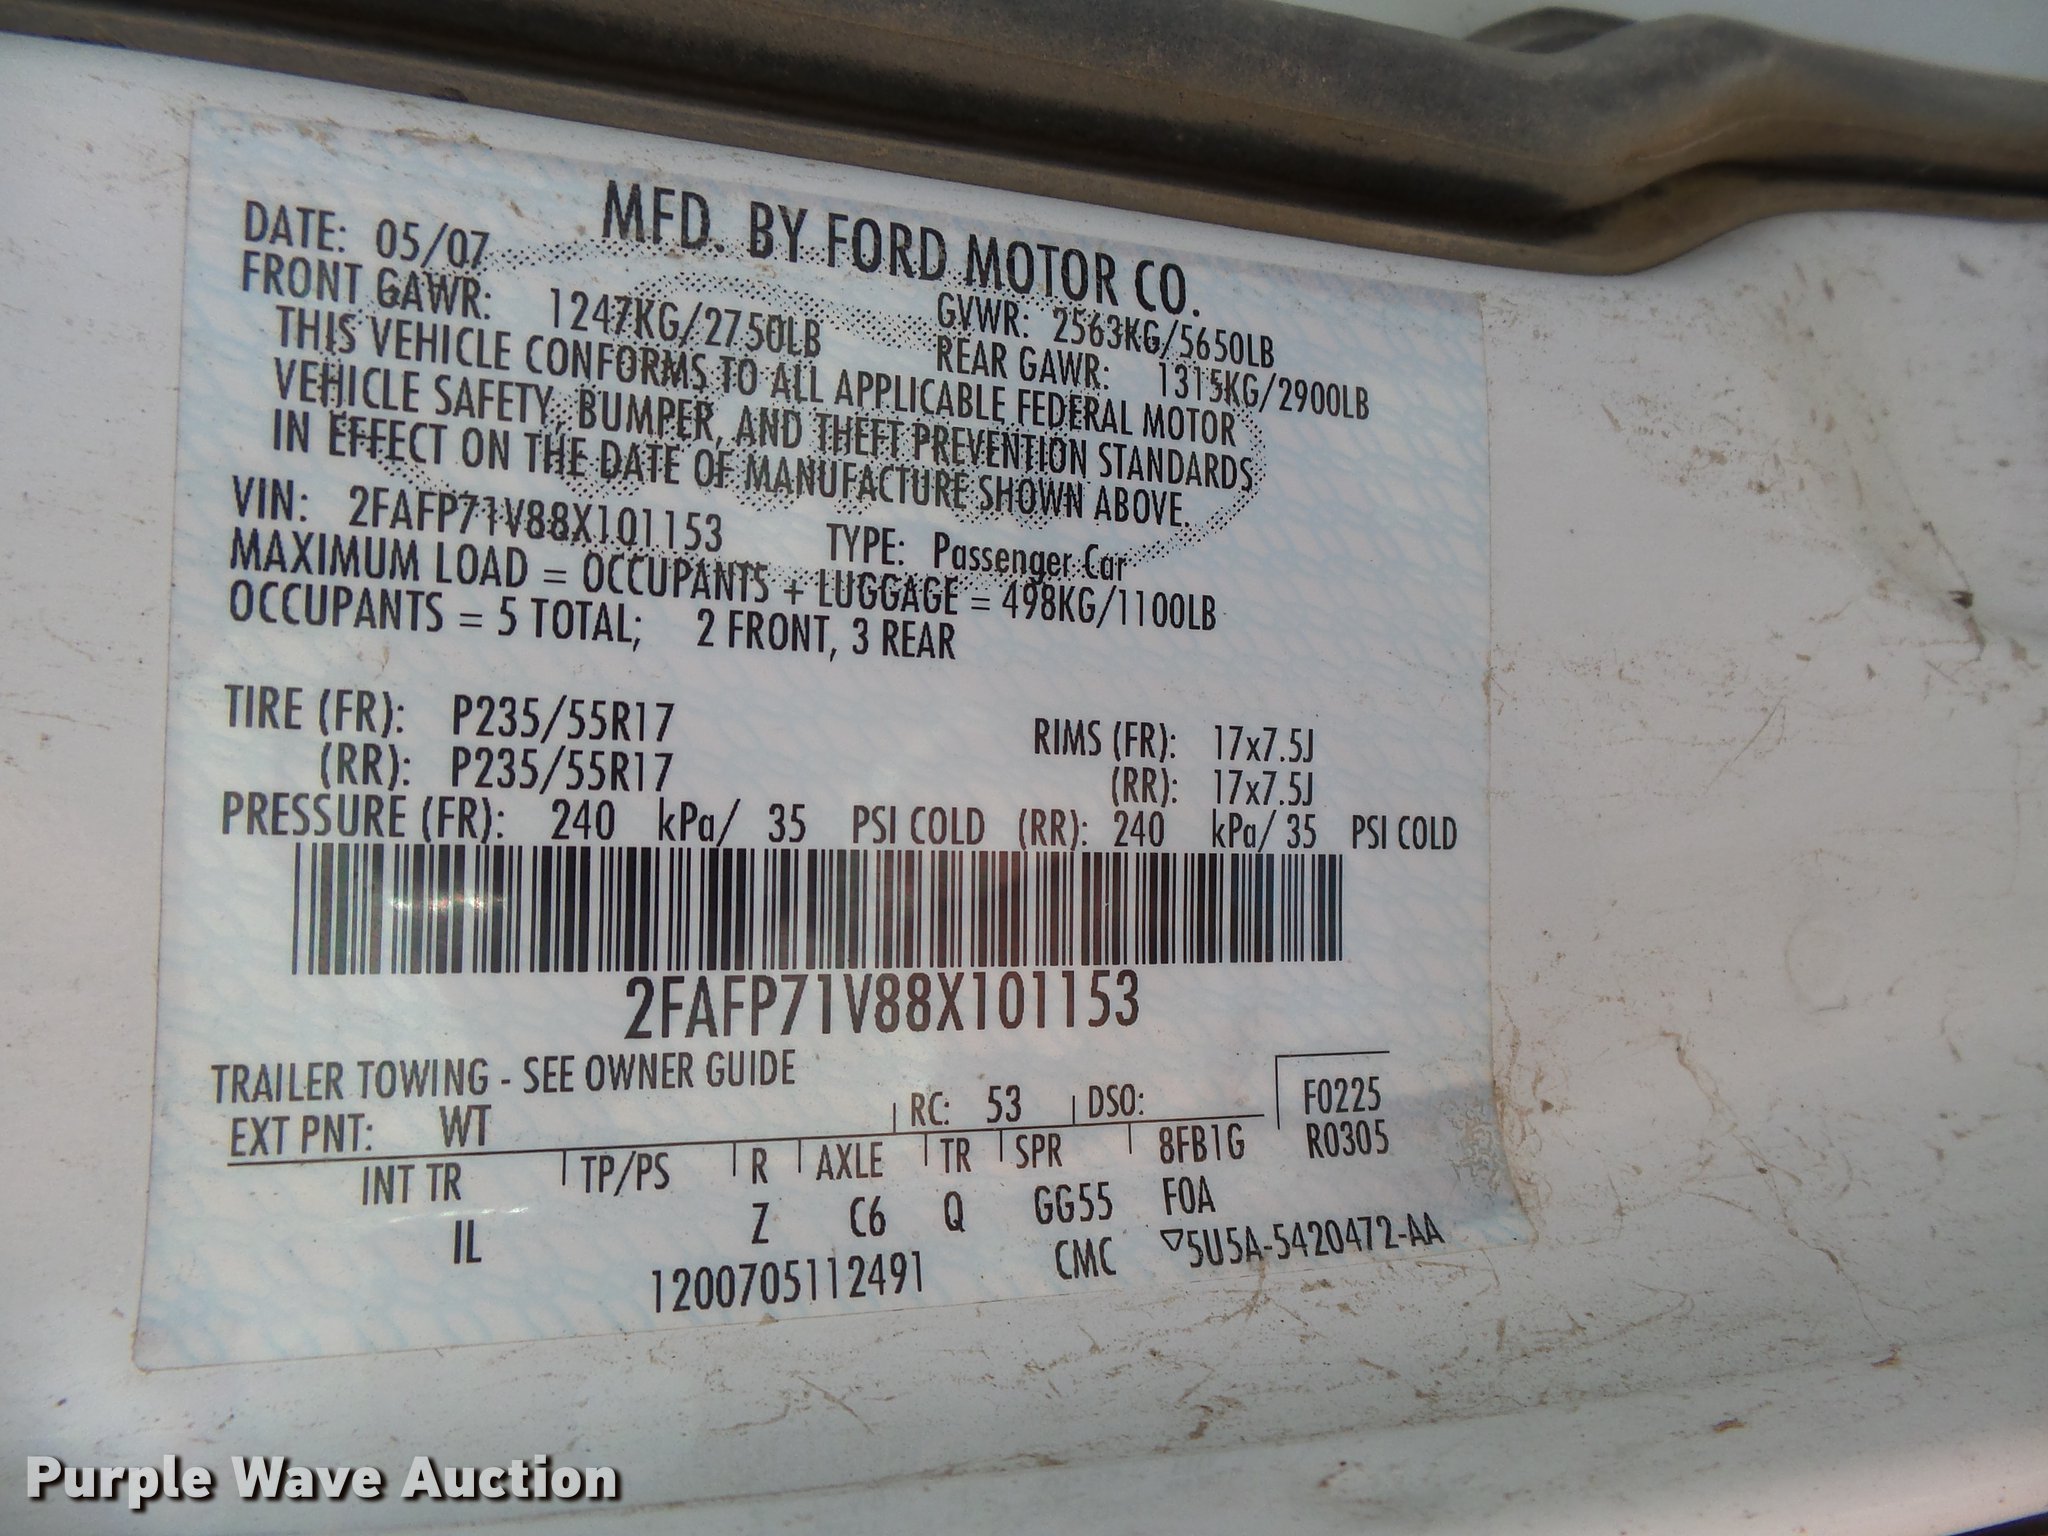 MFD. BY FORD MOTOR CO.
DATE: 05/07 GVWR: 2563KG/5650LB
FRONT GAWR: 1247KG/2750LB REAR GAWR: 1315KG/2900LB
THIS VEHICLE CONFORMS TO ALL APPLICABLE FEDERAL MOTOR
VEHICLE SAFETY, BUMPER, AND THEFT PREVENTION STANDARDS
IN EFFECT ON THE DATE OF MANUFACTURE SHOWN ABOVE.
VIN: 2FAFP71V88X101153 TYPE: Passenger Car
MAXIMUM LOAD = OCCUPANTS + LUGGAGE = 498KG/1100LB
OCCUPANTS = 5 TOTAL; 2 FRONT, 3 REAR
TIRE (FR): P235/55R17 RIMS (FR): 17x7.5J
(RR): P235/55R17 (RR): 17x7.5J
PRESSURE (FR): 240 kPa/ 35 PSI COLD (RR): 240 kPa/ 35 PSI COLD
2FAFP71V88X101153
TRAILER TOWING - SEE OWNER GUIDE
EXT PNT: WT RC: 53 DSO: F0225
INT TR TP/PS R AXLE TR SPR 8FB1G R0305
IL Z C6 Q GG55 F0A
1200705112491 CMC ▽5U5A-5420472-AA
Purple Wave Auction